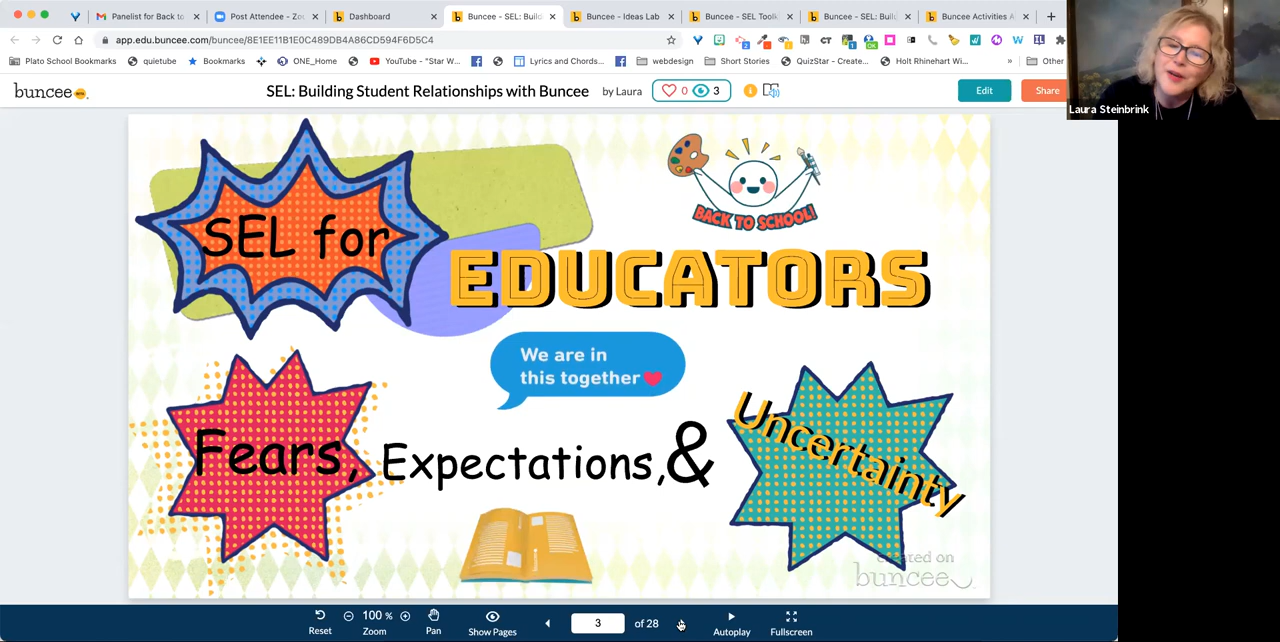 Panelist for Back to
Post Attendee - Zo
Dashboard
Buncee - SEL: Build
Buncee - Ideas Lab
Buncee - SEL Toolk
Buncee - SEL: Buil
Buncee Activities A
app.edu.buncee.com/buncee/8E1EE11B1E0C489DB4A86CD594F6D5C4
Plato School Bookmarks
quietube
Bookmarks
ONE_Home
YouTube - "Star W...
Lyrics and Chords...
webdesign
Short Stories
QuizStar - Create...
Holt Rhinehart Wi...
»
Other
buncee
SEL: Building Student Relationships with Buncee
by Laura
0
3
Edit
Share
Laura Steinbrink
SEL for
BACK TO SCHOOL!
EDUCATORS
We are in
this together
Fears, Expectations, & Uncertainty
created on
buncee
Reset
100 %
Zoom
Pan
Show Pages
3
of 28
Autoplay
Fullscreen